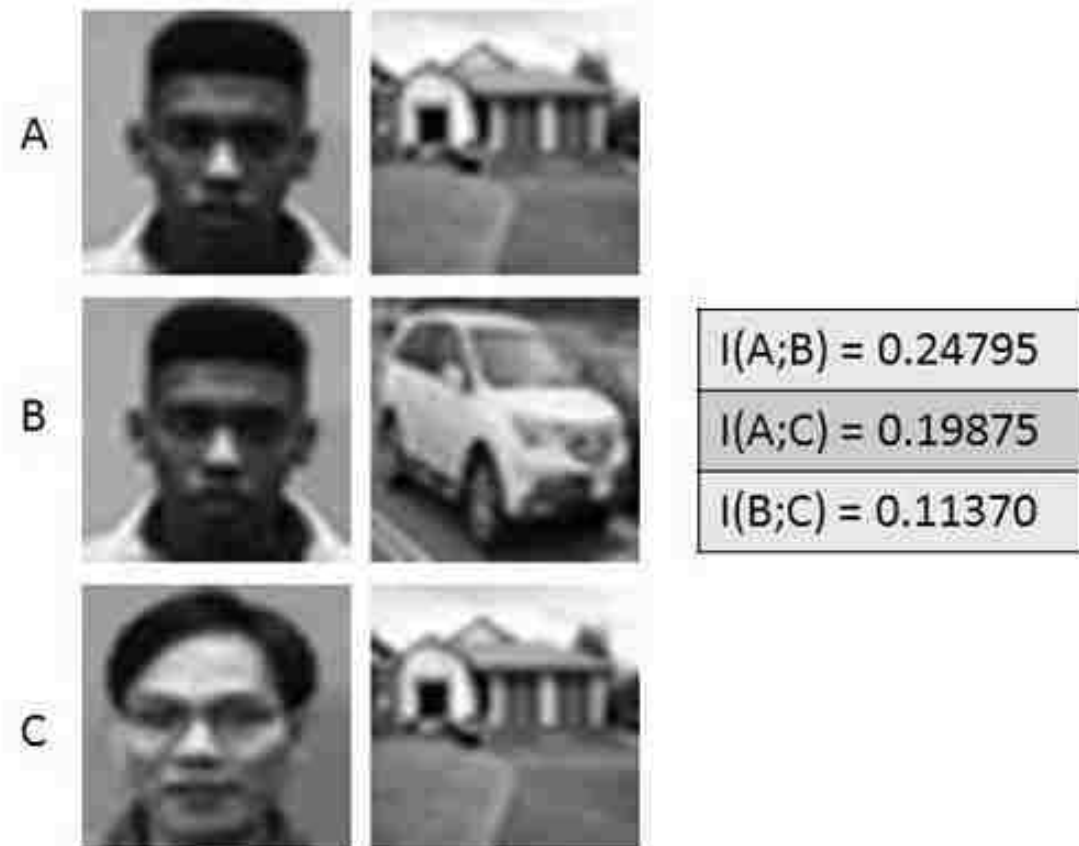 A
B
I(A;B) = 0.24795
I(A;C) = 0.19875
I(B;C) = 0.11370
C